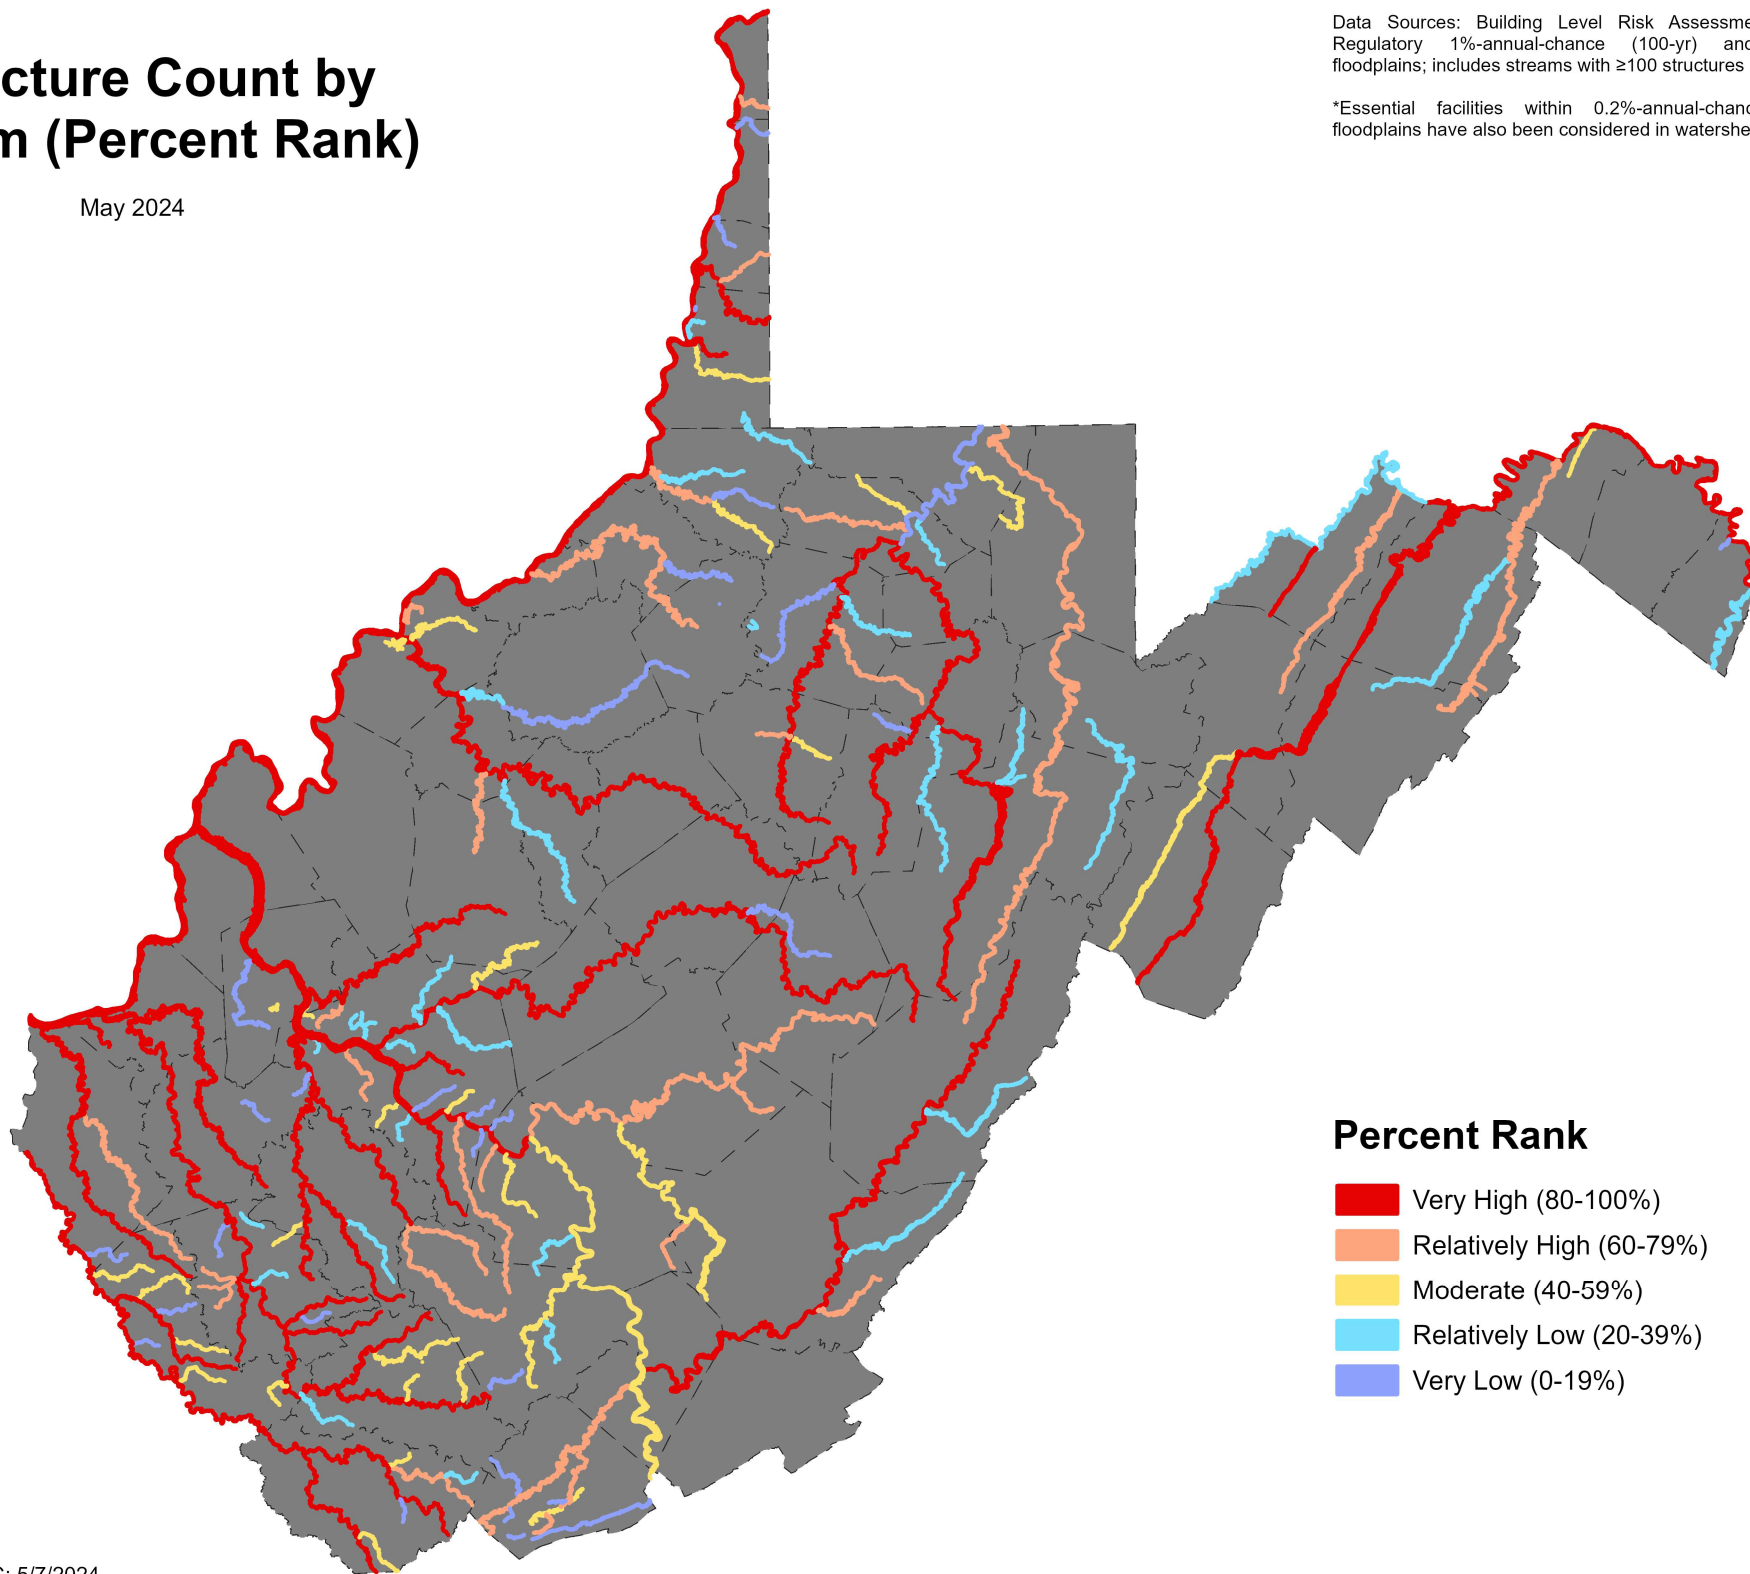 cture Count by
m (Percent Rank)
May 2024
Data Sources: Building Level Risk Assessme
Regulatory 1%-annual-chance (100-yr) and
floodplains; includes streams with ≥100 structures
*Essential facilities within 0.2%-annual-chanc
floodplains have also been considered in watershe
Percent Rank
Very High (80-100%)
Relatively High (60-79%)
Moderate (40-59%)
Relatively Low (20-39%)
Very Low (0-19%)
5/7/2024